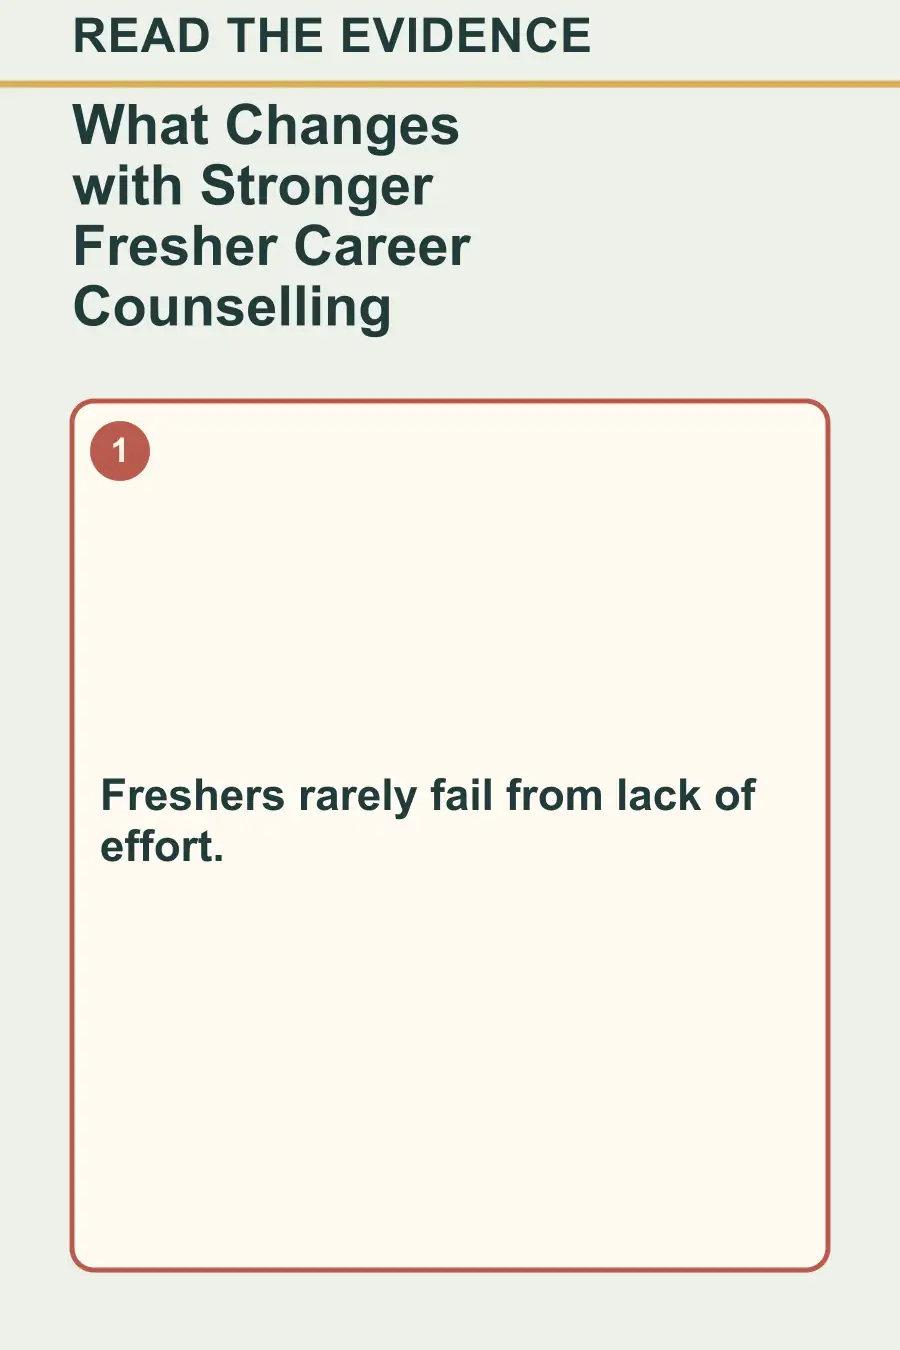 READ THE EVIDENCE
What Changes
with Stronger
Fresher Career
Counselling
1
Freshers rarely fail from lack of
effort.